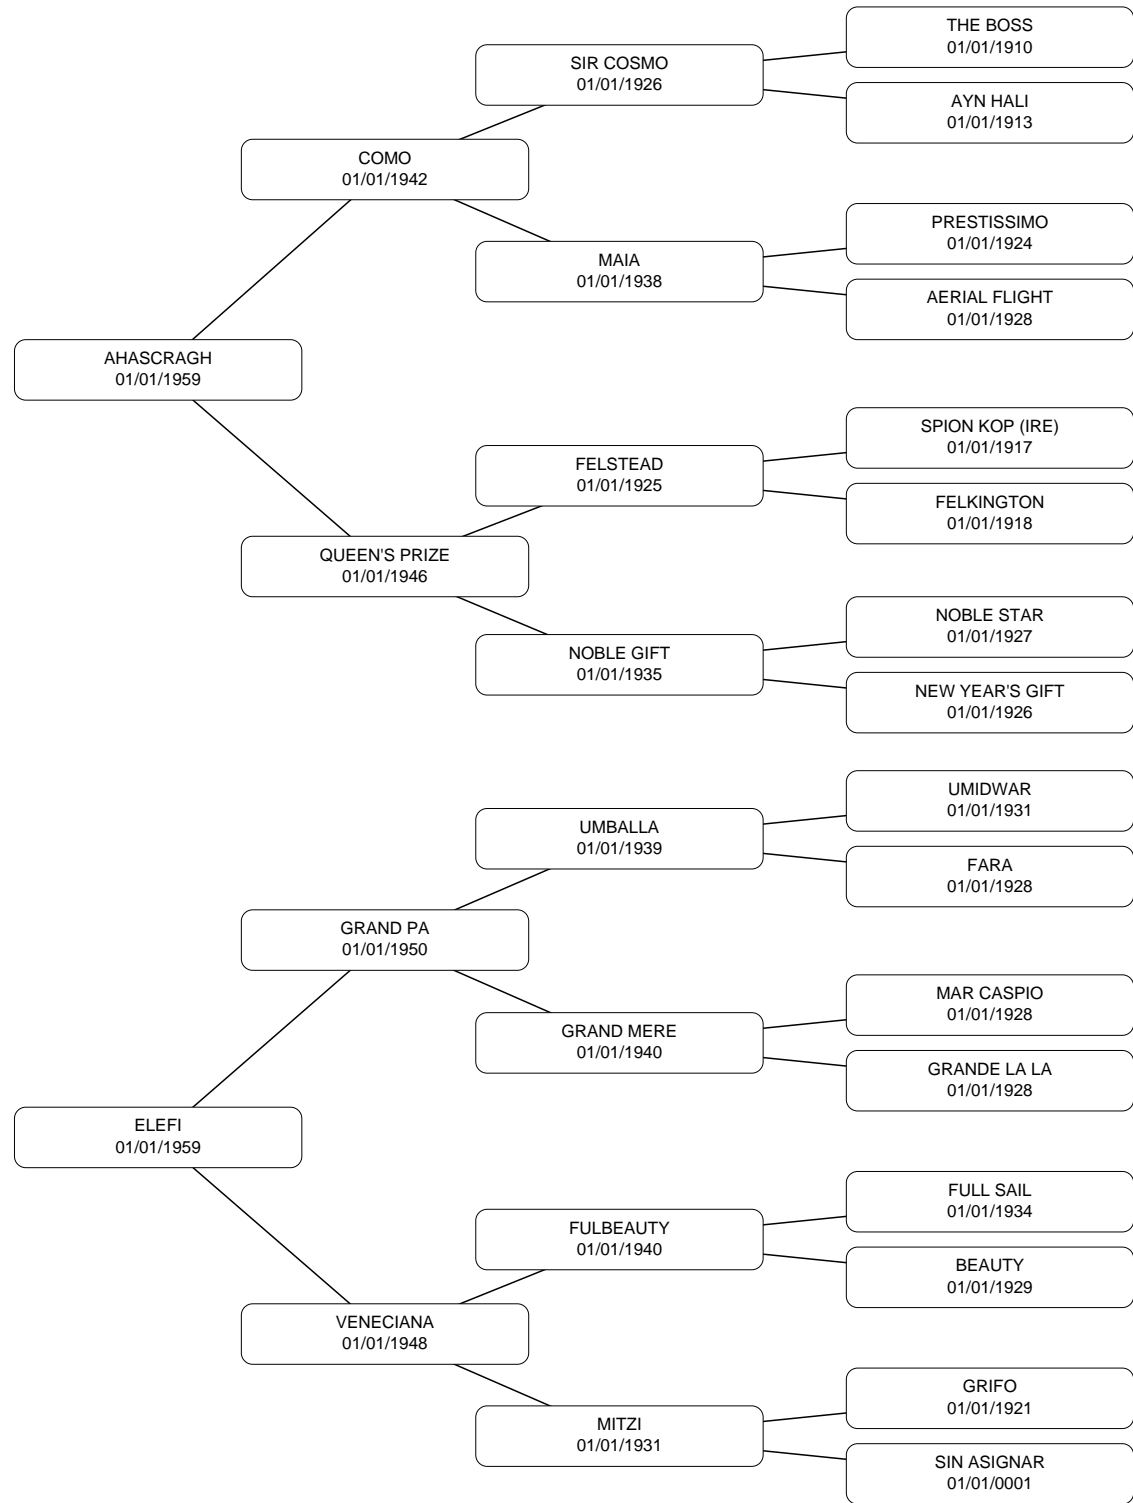 THE BOSS
01/01/1910
SIR COSMO
01/01/1926
AYN HALI
01/01/1913
COMO
01/01/1942
PRESTISSIMO
01/01/1924
MAIA
01/01/1938
AERIAL FLIGHT
01/01/1928
AHASCRAGH
01/01/1959
SPION KOP (IRE)
01/01/1917
FELSTEAD
01/01/1925
FELKINGTON
01/01/1918
QUEEN'S PRIZE
01/01/1946
NOBLE STAR
01/01/1927
NOBLE GIFT
01/01/1935
NEW YEAR'S GIFT
01/01/1926
UMIDWAR
01/01/1931
UMBALLA
01/01/1939
FARA
01/01/1928
GRAND PA
01/01/1950
MAR CASPIO
01/01/1928
GRAND MERE
01/01/1940
GRANDE LA LA
01/01/1928
ELEFI
01/01/1959
FULL SAIL
01/01/1934
FULBEAUTY
01/01/1940
BEAUTY
01/01/1929
VENECIANA
01/01/1948
GRIFO
01/01/1921
MITZI
01/01/1931
SIN ASIGNAR
01/01/0001